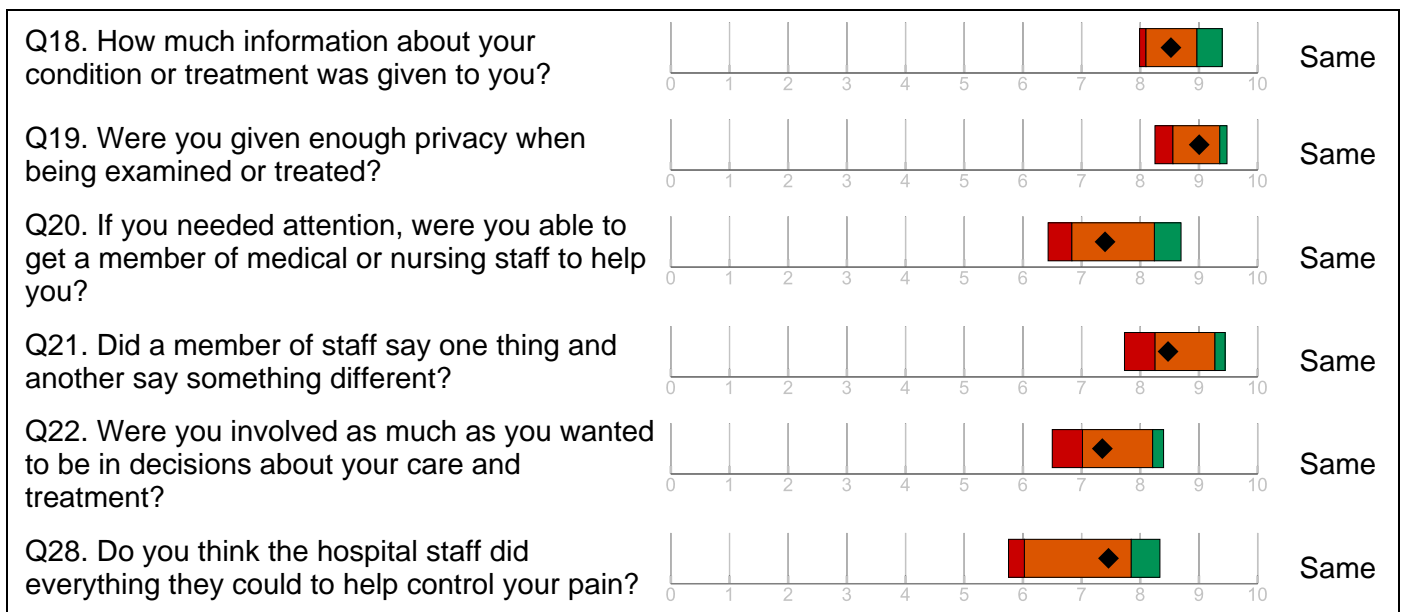 Q18. How much information about your
condition or treatment was given to you?
0 1 2 3 4 5 6 7 8 9 10
Same
Q19. Were you given enough privacy when
being examined or treated?
0 1 2 3 4 5 6 7 8 9 10
Same
Q20. If you needed attention, were you able to
get a member of medical or nursing staff to help
you?
0 1 2 3 4 5 6 7 8 9 10
Same
Q21. Did a member of staff say one thing and
another say something different?
0 1 2 3 4 5 6 7 8 9 10
Same
Q22. Were you involved as much as you wanted
to be in decisions about your care and
treatment?
0 1 2 3 4 5 6 7 8 9 10
Same
Q28. Do you think the hospital staff did
everything they could to help control your pain?
0 1 2 3 4 5 6 7 8 9 10
Same